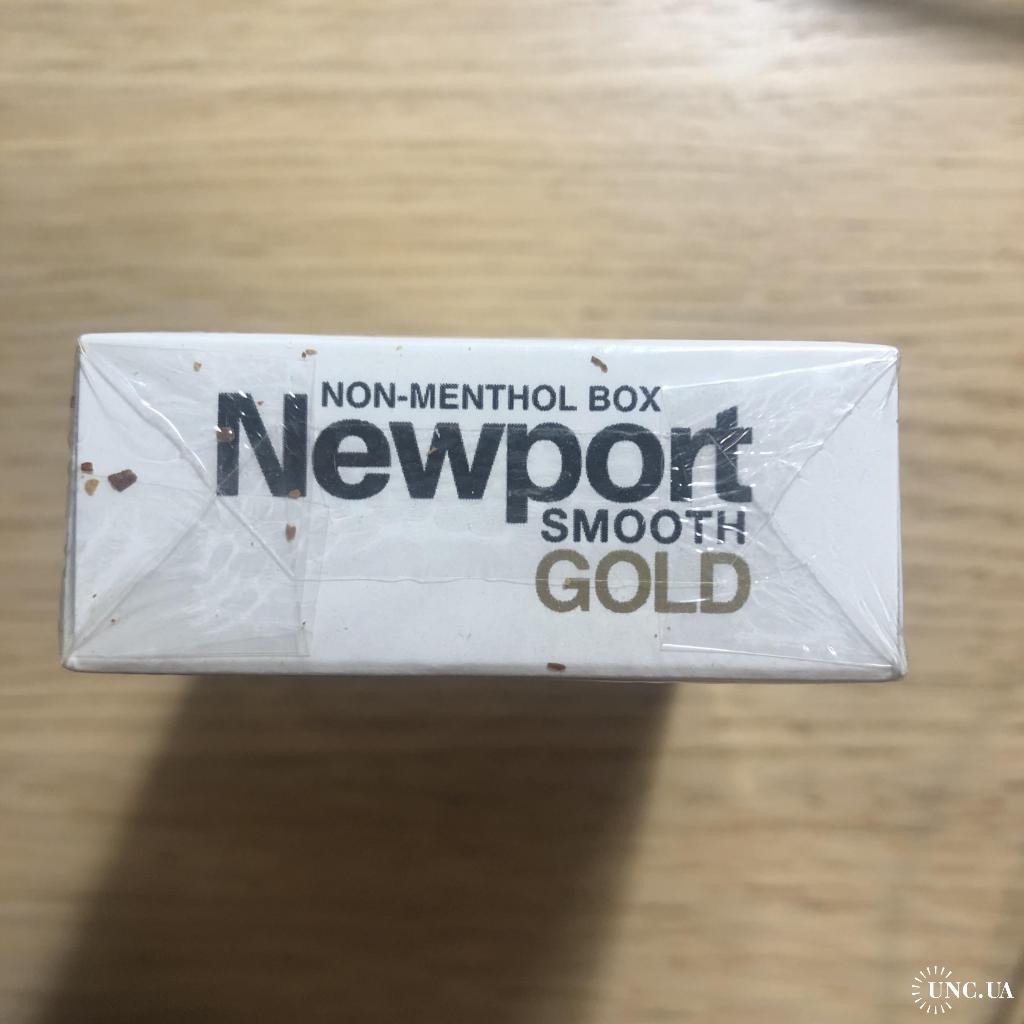 NON-MENTHOL BOX
Newport
SMOOTH
GOLD
UNC.UA